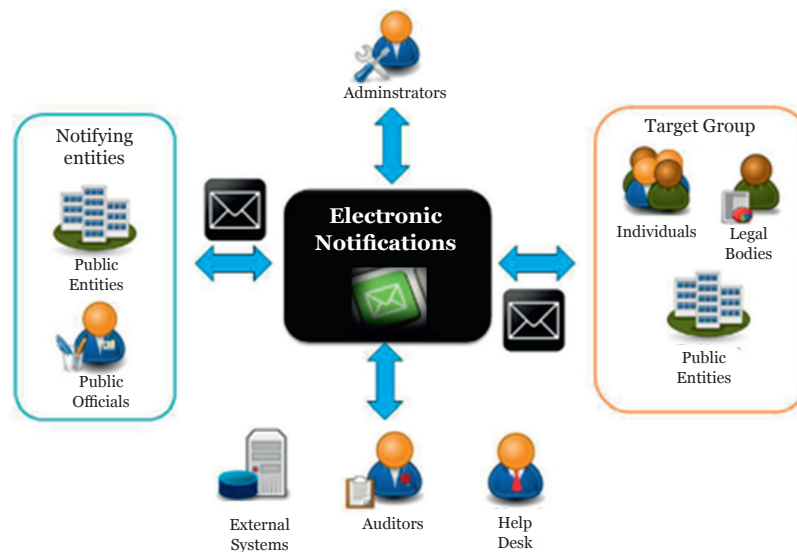 Adminstrators
Notifying
entities
Public
Entities
Public
Officials
Electronic
Notifications
Target Group
Individuals
Legal
Bodies
Public
Entities
External
Systems
Auditors
Help
Desk